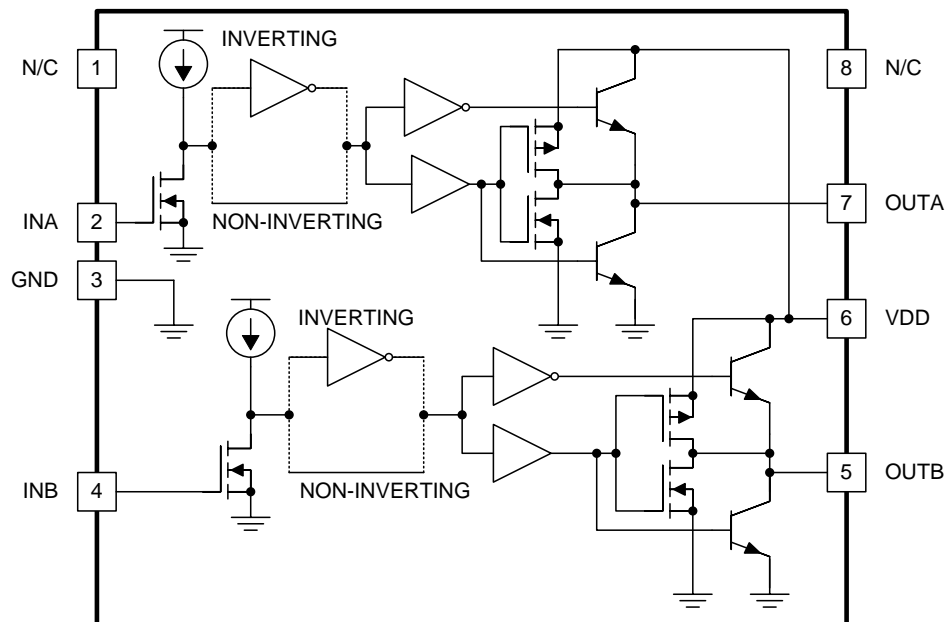 INVERTING
N/C 1
8 N/C
INA 2
NON-INVERTING
7 OUTA
GND 3
INVERTING
6 VDD
INB 4
NON-INVERTING
5 OUTB